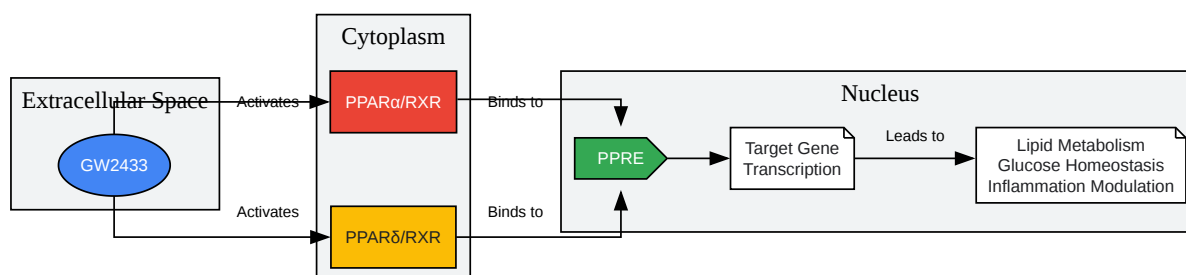 Cytoplasm
Extracellular Space
Nucleus
Activates
PPARα/RXR
Binds to
GW2433
PPRE
Target Gene
Transcription
Leads to
Lipid Metabolism
Glucose Homeostasis
Inflammation Modulation
Activates
PPARδ/RXR
Binds to